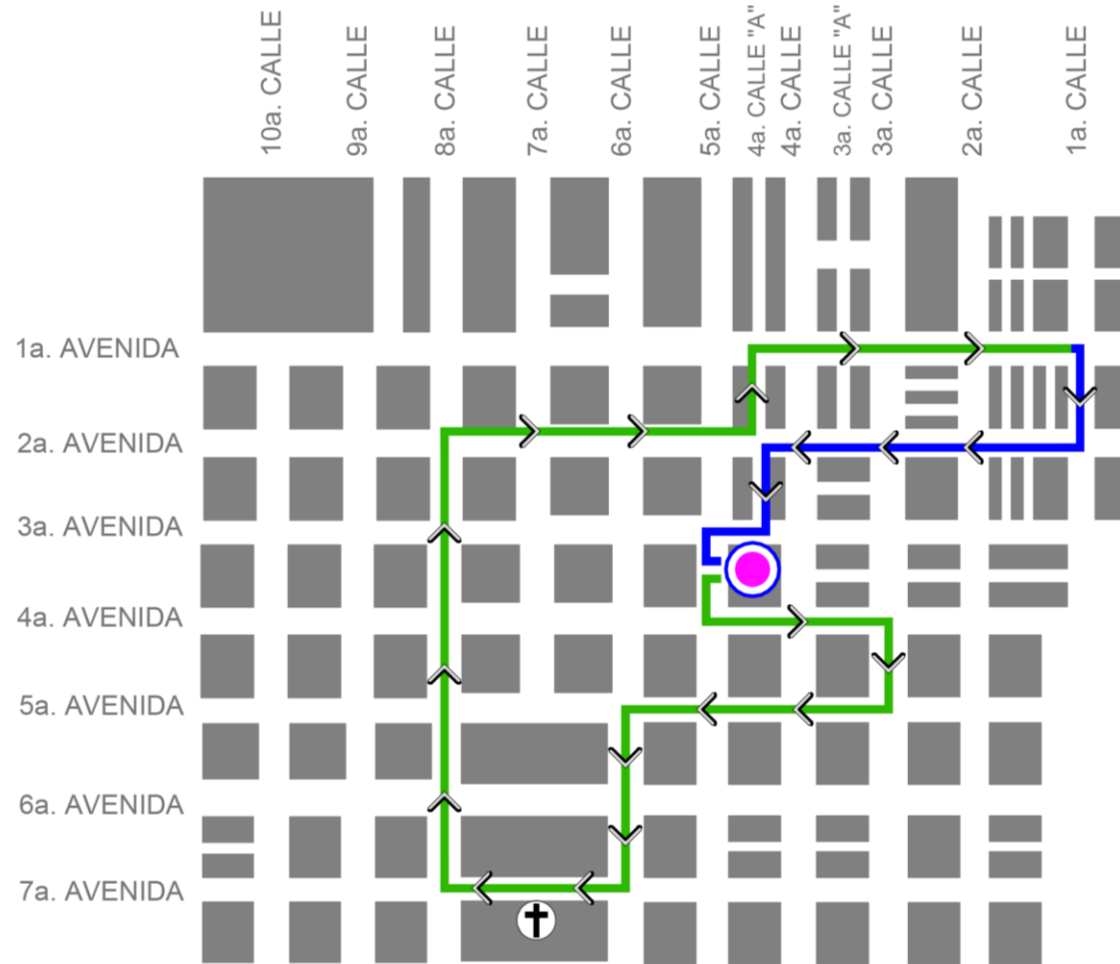 10a. CALLE
9a. CALLE
8a. CALLE
7a. CALLE
6a. CALLE
5a. CALLE
4a. CALLE "A"
4a. CALLE
3a. CALLE "A"
3a. CALLE
2a. CALLE
1a. CALLE
1a. AVENIDA
2a. AVENIDA
3a. AVENIDA
4a. AVENIDA
5a. AVENIDA
6a. AVENIDA
7a. AVENIDA